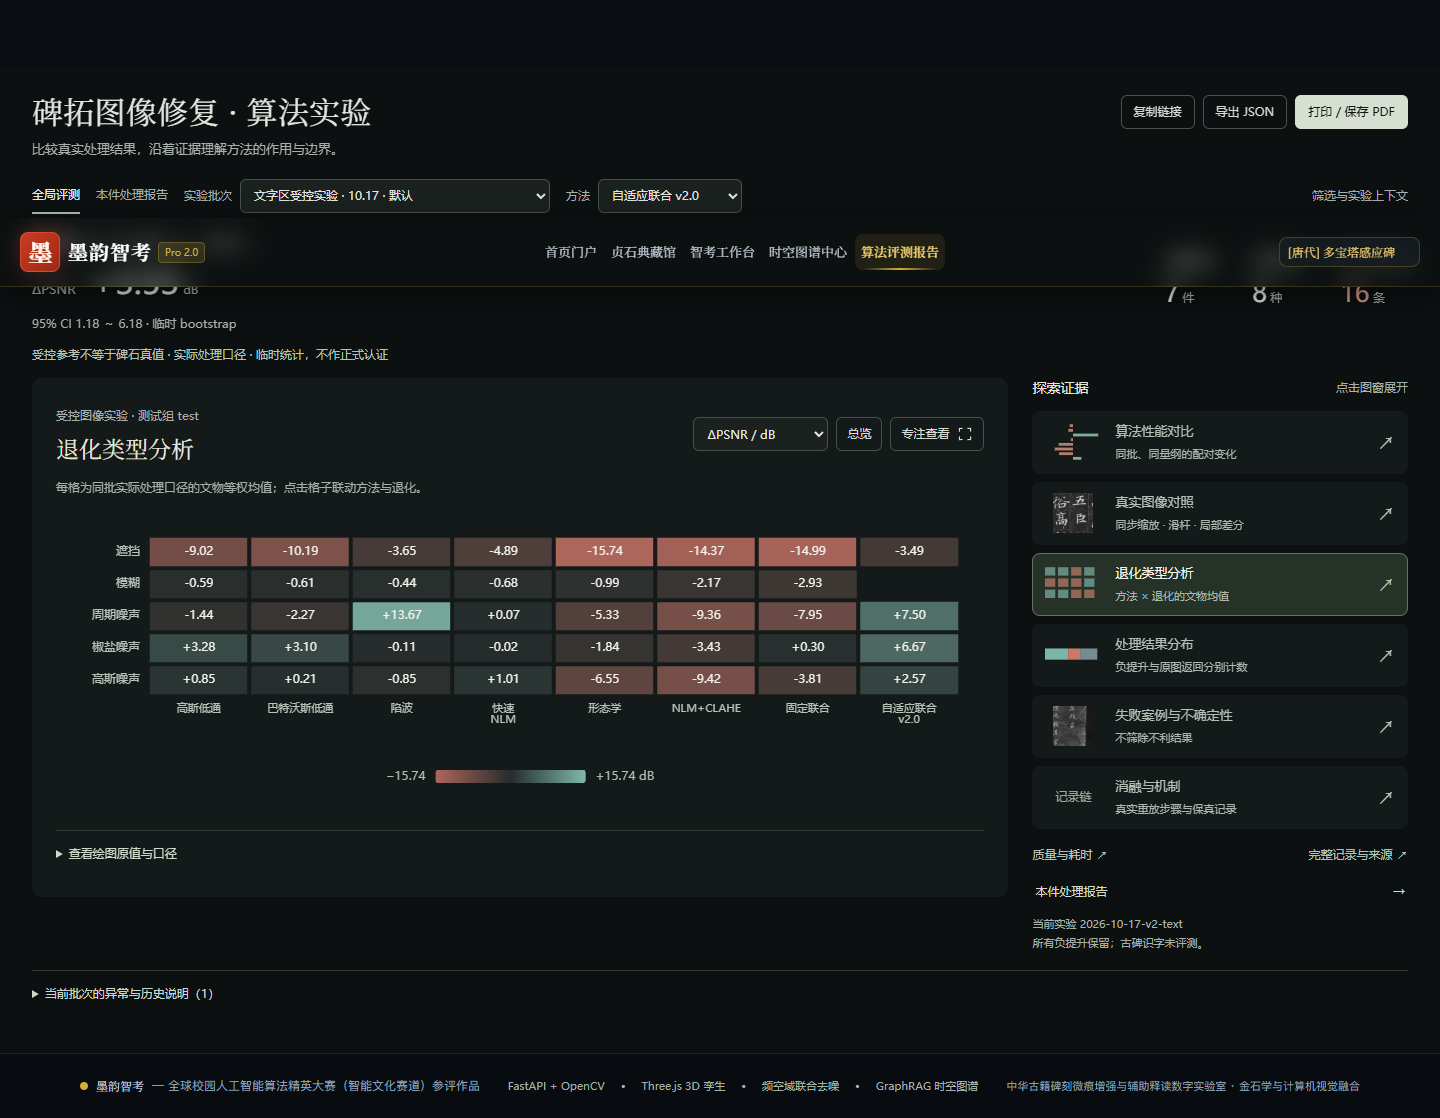 碑拓图像修复 · 算法实验
复制链接
导出 JSON
打印 / 保存 PDF
比较真实处理结果，沿着证据理解方法的作用与边界。
全局评测
本件处理报告
实验批次
文字区受控实验 · 10.17 · 默认
方法
自适应联合 v2.0
筛选与实验上下文
墨
墨韵智考
Pro 2.0
首页门户
贞石典藏馆
智考工作台
时空图谱中心
算法评测报告
[唐代] 多宝塔感应碑
ΔPSNR
dB
7 件
8 种
16 条
95% CI 1.18 ～ 6.18 · 临时 bootstrap
受控参考不等于碑石真值 · 实际处理口径 · 临时统计，不作正式认证
受控图像实验 · 测试组 test
退化类型分析
ΔPSNR / dB
总览
专注查看
每格为同批实际处理口径的文物等权均值；点击格子联动方法与退化。
遮挡 -9.02 -10.19 -3.65 -4.89 -15.74 -14.37 -14.99 -3.49
模糊 -0.59 -0.61 -0.44 -0.68 -0.99 -2.17 -2.93
周期噪声 -1.44 -2.27 +13.67 +0.07 -5.33 -9.36 -7.95 +7.50
椒盐噪声 +3.28 +3.10 -0.11 -0.02 -1.84 -3.43 +0.30 +6.67
高斯噪声 +0.85 +0.21 -0.85 +1.01 -6.55 -9.42 -3.81 +2.57
高斯低通 巴特沃斯低通 陷波 快速 NLM 形态学 NLM+CLAHE 固定联合 自适应联合 v2.0
−15.74
+15.74 dB
查看绘图原值与口径
探索证据
点击图窗展开
算法性能对比
同批、同量纲的配对变化
真实图像对照
同步缩放 · 滑杆 · 局部差分
退化类型分析
方法 × 退化的文物均值
处理结果分布
负提升与原图返回分别计数
失败案例与不确定性
不筛除不利结果
记录链
消融与机制
真实重放步骤与保真记录
质量与耗时 ↗
完整记录与来源 ↗
本件处理报告 →
当前实验 2026-10-17-v2-text
所有负提升保留；古碑识字未评测。
当前批次的异常与历史说明（1）
墨韵智考 — 全球校园人工智能算法精英大赛（智能文化赛道）参评作品
FastAPI + OpenCV • Three.js 3D 孪生 • 频空域联合去噪 • GraphRAG 时空图谱
中华古籍碑刻微痕增强与辅助释读数字实验室 · 金石学与计算机视觉融合